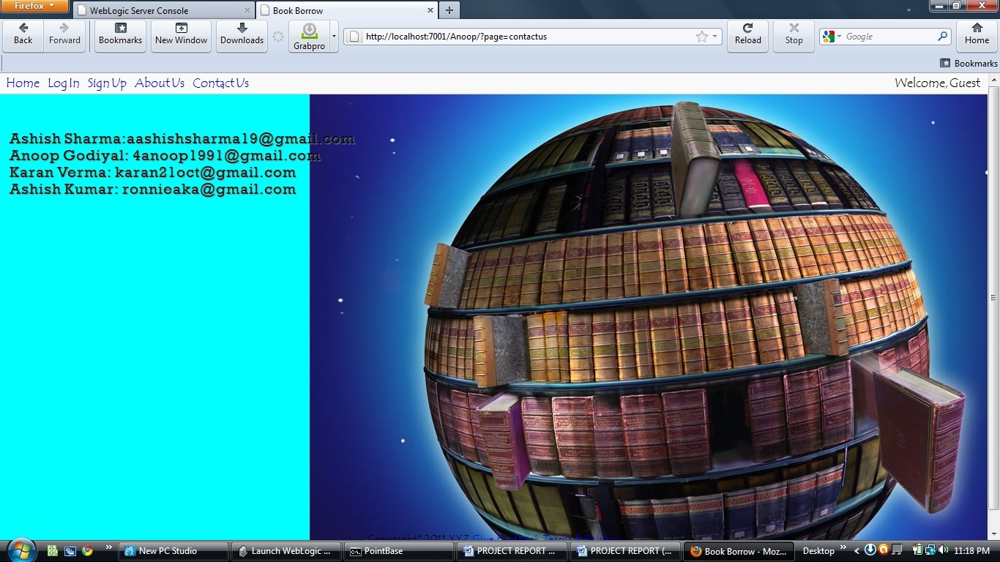 Firefox
WebLogic Server Console
Book Borrow
Back
Forward
Bookmarks
New Window
Downloads
Grabpro
http://localhost:7001/Anoop/?page=contactus
Reload
Stop
Google
Home
Bookmarks
Home Log In Sign Up About Us Contact Us
Welcome, Guest
Ashish Sharma:aashishsharma19@gmail.com
Anoop Godiyal: 4anoop1991@gmail.com
Karan Verma: karan21oct@gmail.com
Ashish Kumar: ronnieaka@gmail.com
2011 XYZ Give Feedback Terms & Privacy
New PC Studio
Launch WebLogic ...
PointBase
PROJECT REPORT ...
PROJECT REPORT (...
Book Borrow - Moz...
Desktop
11:18 PM